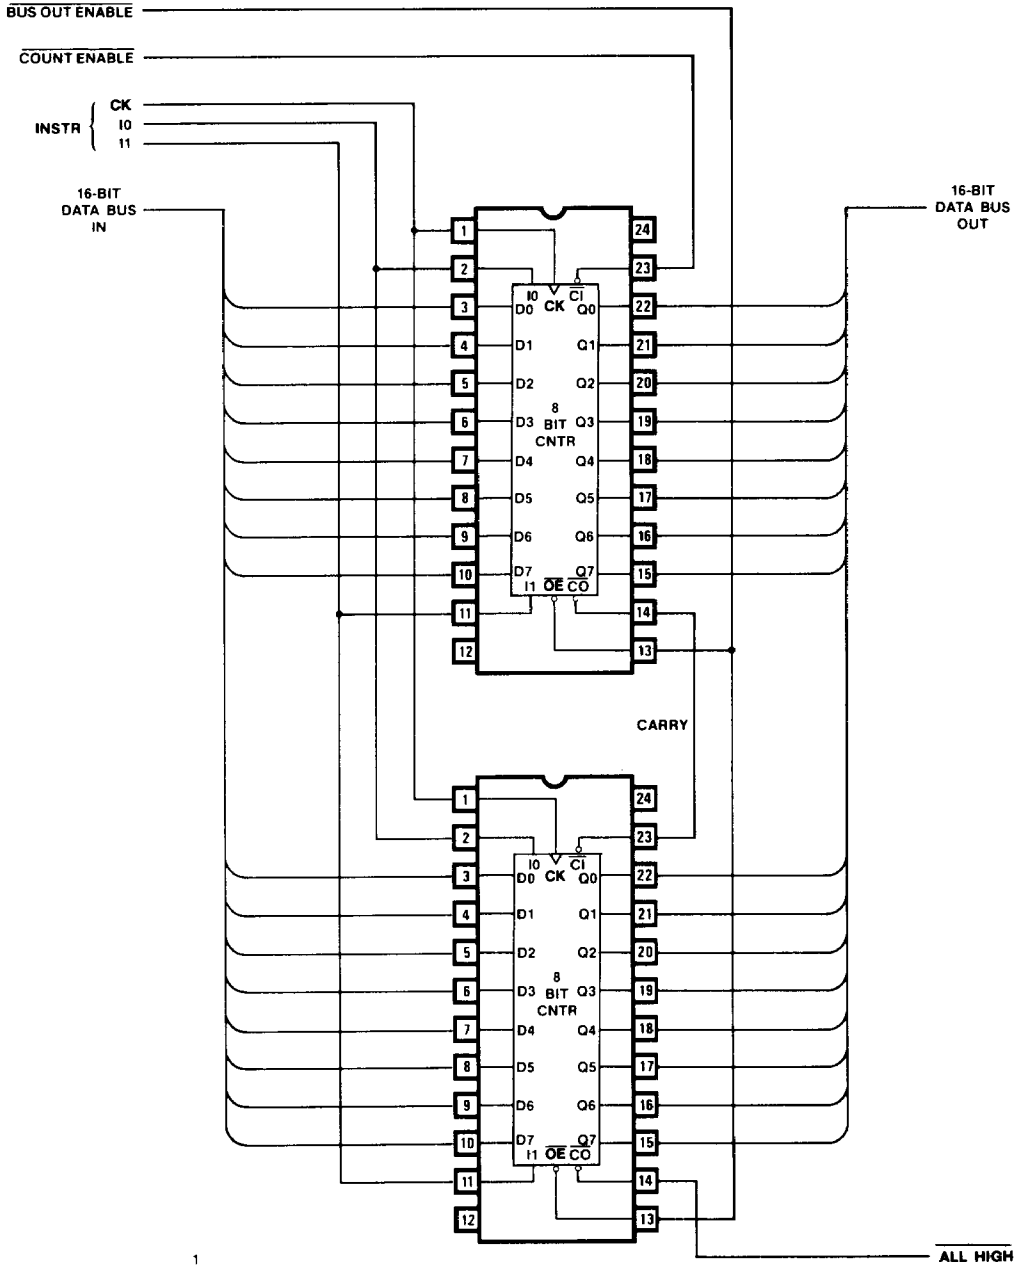 BUS OUT ENABLE
COUNT ENABLE
INSTR
CK
I0
I1
16-BIT
DATA BUS
IN
16-BIT
DATA BUS
OUT
1
2
3
4
5
6
7
8
9
10
11
12
24
23
22
21
20
19
18
17
16
15
14
13
I0 CK CI
D0 Q0
D1 Q1
D2 Q2
D3 Q3
D4 Q4
D5 Q5
D6 Q6
D7 Q7
8
BIT
CNTR
I1 OE CO
CARRY
1
2
3
4
5
6
7
8
9
10
11
12
24
23
22
21
20
19
18
17
16
15
14
13
I0 CK CI
D0 Q0
D1 Q1
D2 Q2
D3 Q3
D4 Q4
D5 Q5
D6 Q6
D7 Q7
8
BIT
CNTR
I1 OE CO
ALL HIGH
1